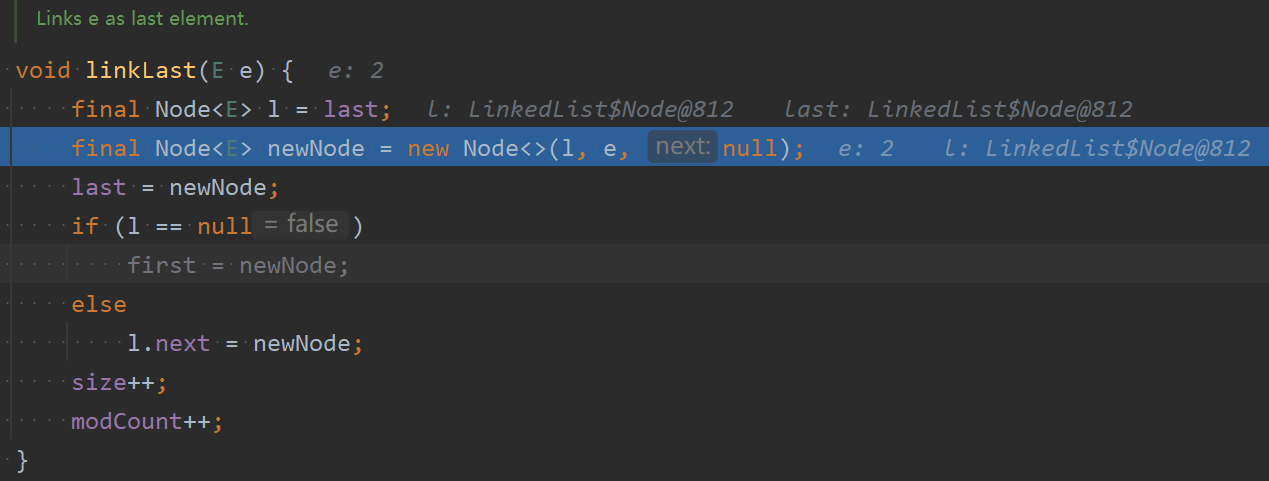 Links e as last element.
void linkLast(E e) {  e: 2
    final Node<E> l = last;  l: LinkedList$Node@812  last: LinkedList$Node@812
    final Node<E> newNode = new Node<>(l, e, next: null);  e: 2  l: LinkedList$Node@812
    last = newNode;
    if (l == null = false )
        first = newNode;
    else
        l.next = newNode;
    size++;
    modCount++;
}